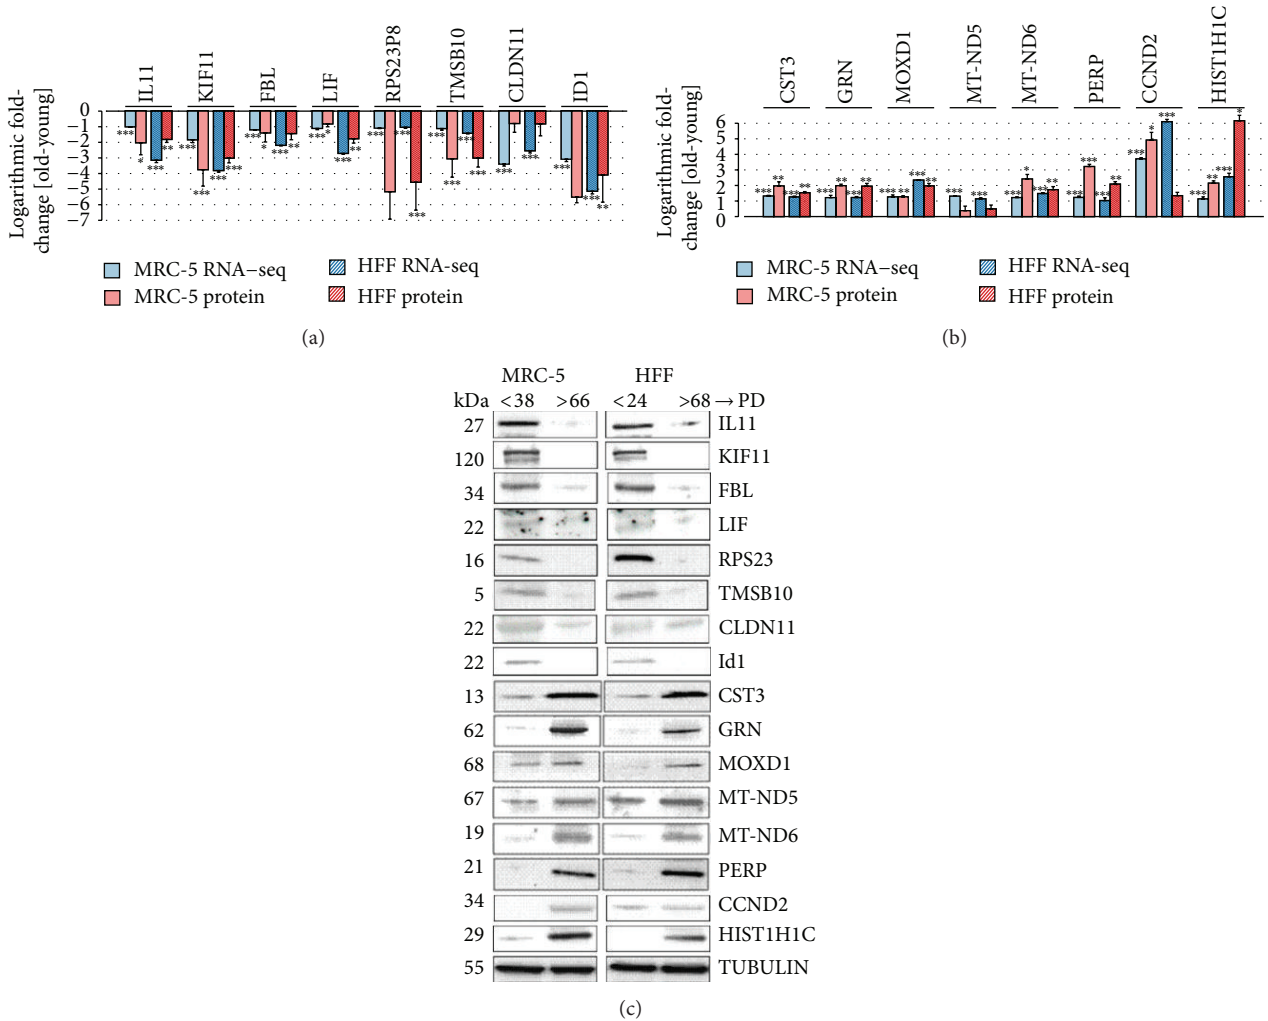 IL11 KIF11 FBL LIF RPS23P8 TMSB10 CLDN11 ID1
Logarithmic fold-
change [old-young]
0
−1
−2
−3
−4
−5
−6
−7
MRC-5 RNA−seq
MRC-5 protein
HFF RNA-seq
HFF protein
(a)
CST3 GRN MOXD1 MT-ND5 MT-ND6 PERP CCND2 HIST1H1C
Logarithmic fold-
change [old-young]
6
5
4
3
2
1
0
MRC-5 RNA−seq
MRC-5 protein
HFF RNA-seq
HFF protein
(b)
MRC-5 HFF
kDa <38 >66 <24 >68 → PD
27 IL11
120 KIF11
34 FBL
22 LIF
16 RPS23
5 TMSB10
22 CLDN11
22 Id1
13 CST3
62 GRN
68 MOXD1
67 MT-ND5
19 MT-ND6
21 PERP
34 CCND2
29 HIST1H1C
55 TUBULIN
(c)